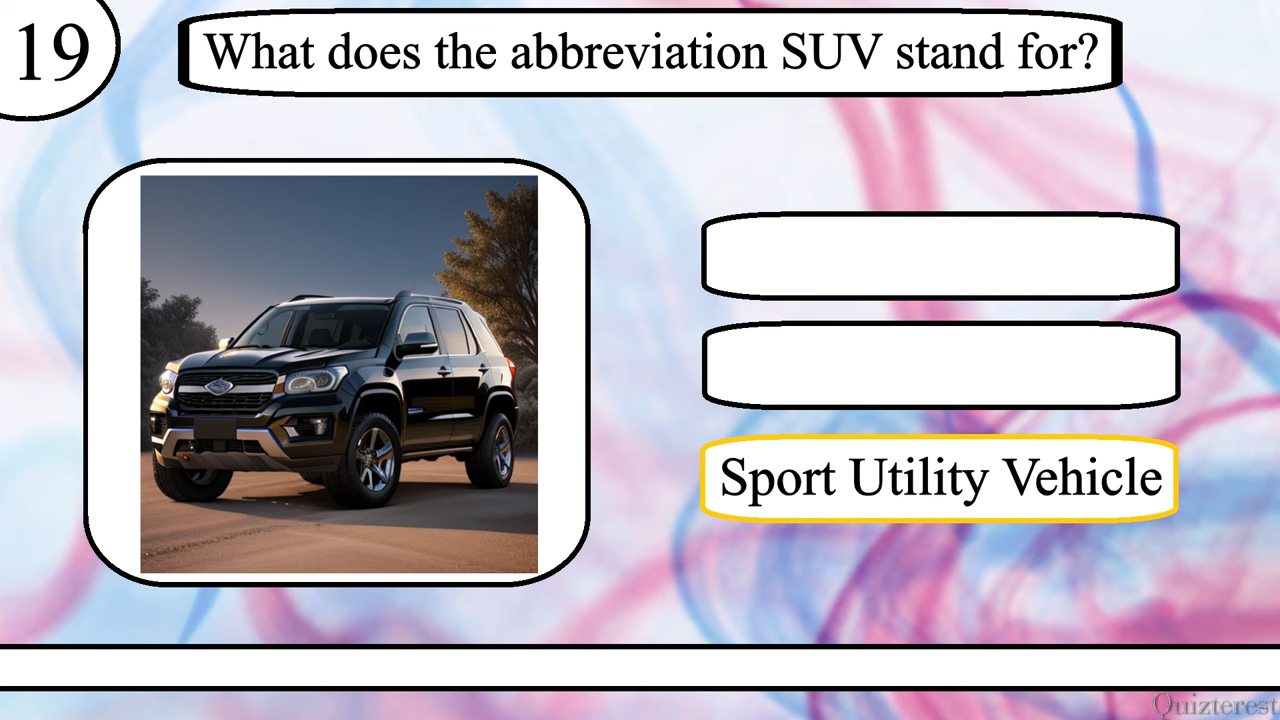 19
What does the abbreviation SUV stand for?
Sport Utility Vehicle
Quizterest